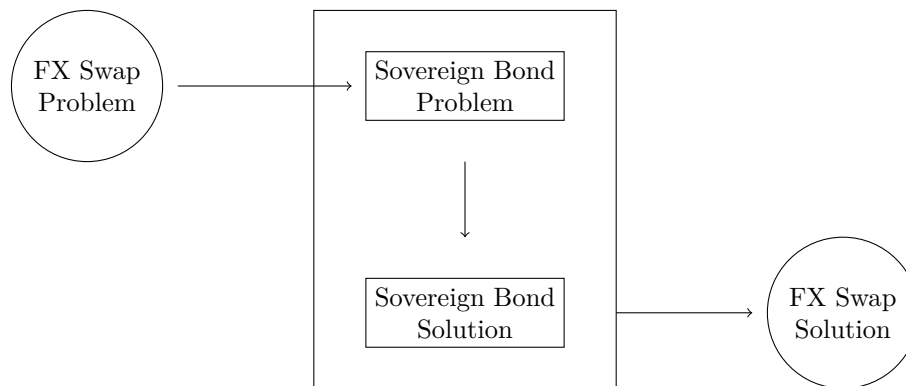 FX Swap
Problem
Sovereign Bond
Problem
Sovereign Bond
Solution
FX Swap
Solution